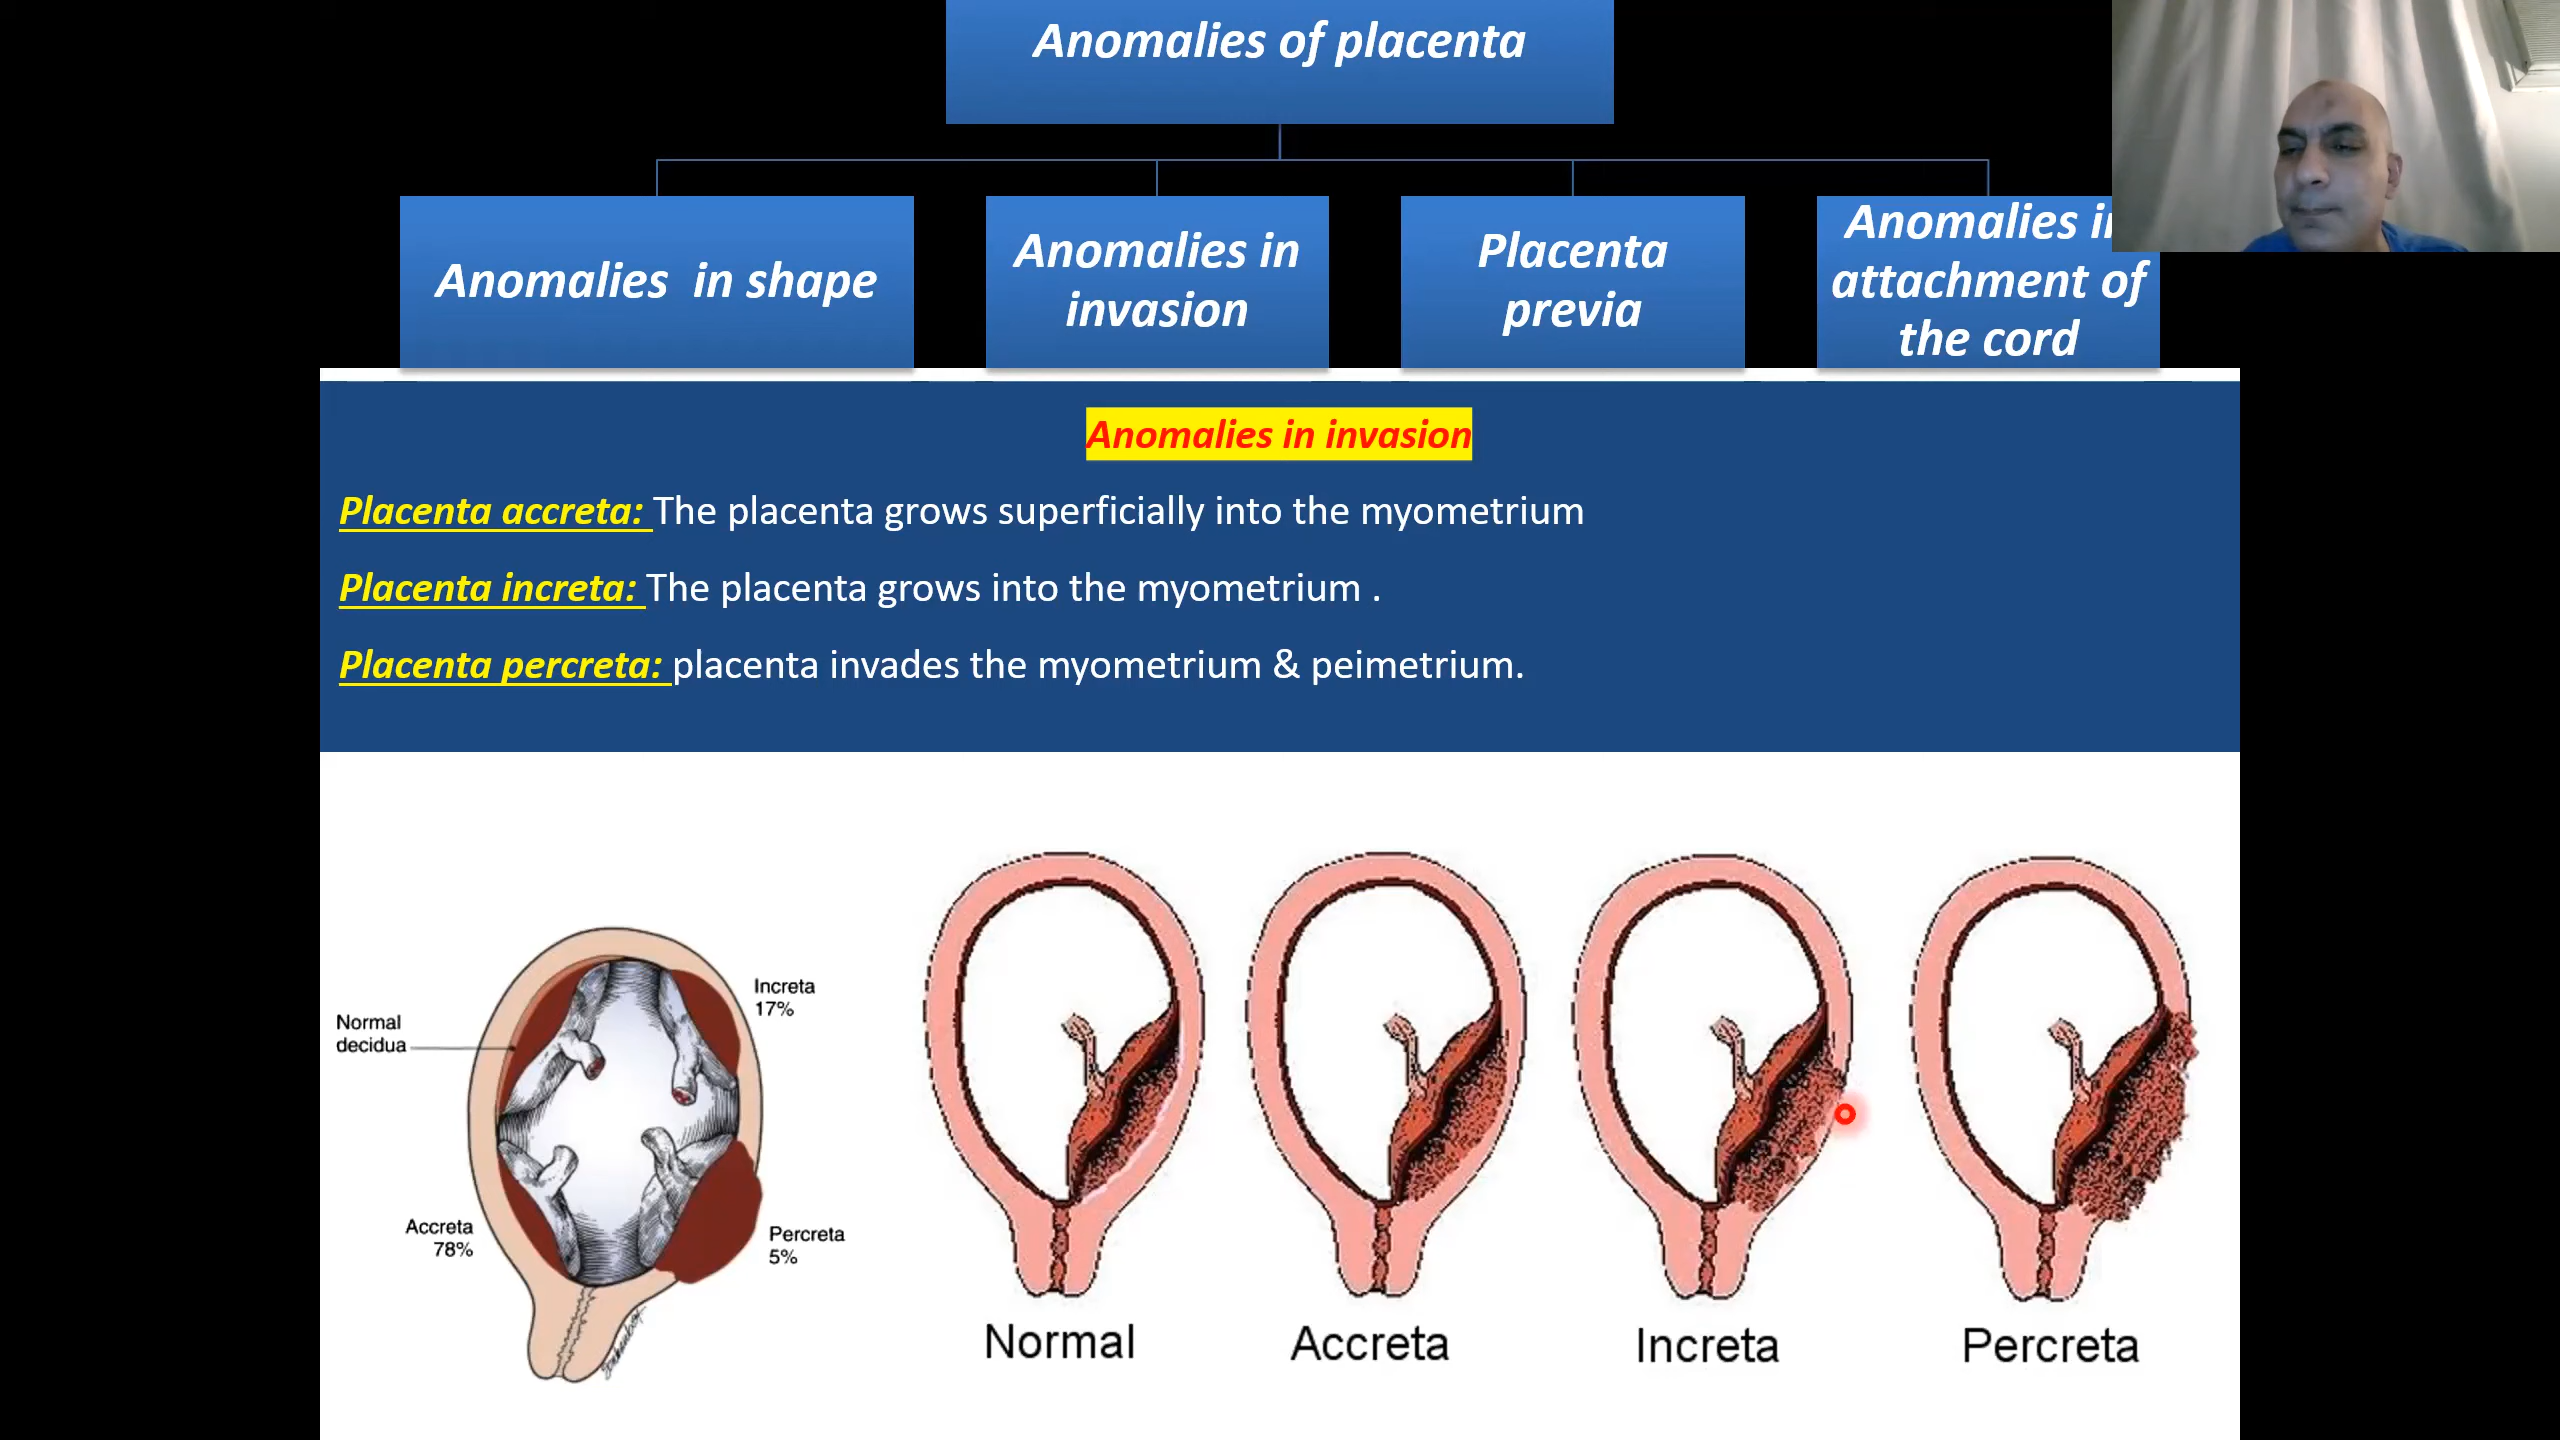 Anomalies of placenta
Anomalies in shape
Anomalies in
invasion
Placenta
previa
Anomalies
attachment of
the cord
Anomalies in invasion
Placenta accreta: The placenta grows superficially into the myometrium
Placenta increta: The placenta grows into the myometrium .
Placenta percreta: placenta invades the myometrium & peimetrium.
Normal
decidua
Increta
17%
Accreta
78%
Percreta
5%
Normal
Accreta
Increta
Percreta